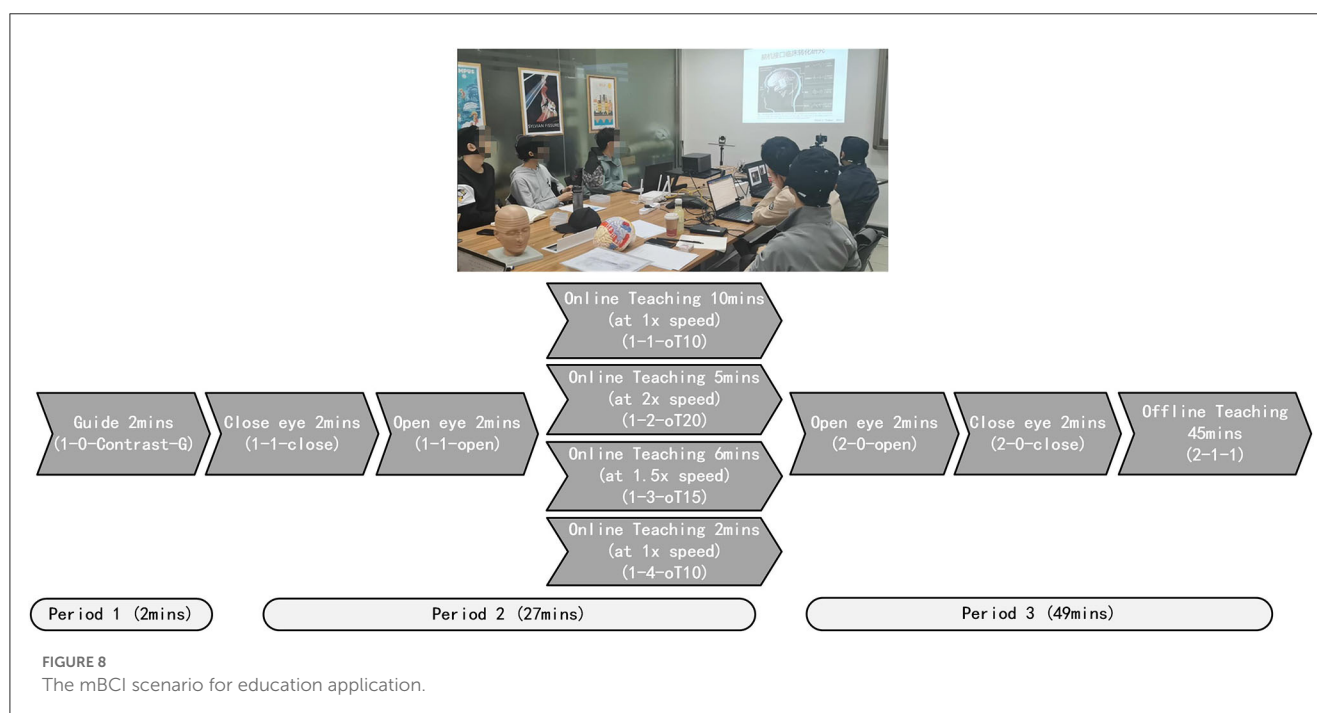 SYLVAIN FIGURE
Guide 2mins
(1-0-Contrast-G)
Close eye 2mins
(1-1-close)
Open eye 2mins
(1-1-open)
Online Teaching 10mins
(at 1x speed)
(1-1-oT10)
Online Teaching 5mins
(at 2x speed)
(1-2-oT20)
Online Teaching 6mins
(at 1.5x speed)
(1-3-oT15)
Online Teaching 2mins
(at 1x speed)
(1-4-oT10)
Open eye 2mins
(2-0-open)
Close eye 2mins
(2-0-close)
Offline Teaching
45mins
(2-1-1)
Period 1 (2mins)
Period 2 (27mins)
Period 3 (49mins)
FIGURE 8
The mBCI scenario for education application.